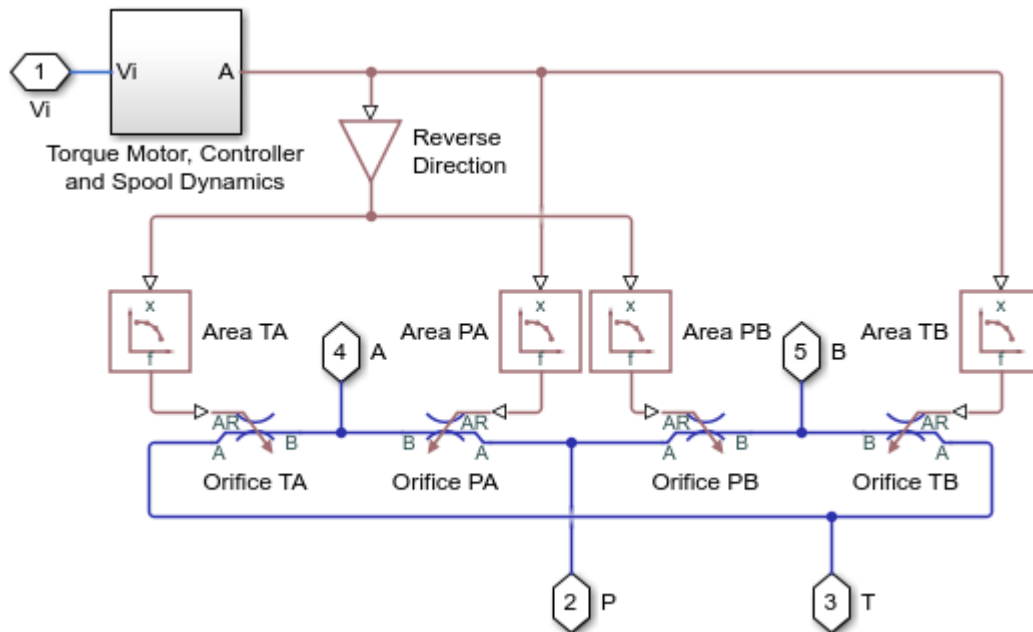 1
Vi
Vi
A
Torque Motor, Controller
and Spool Dynamics
Reverse
Direction
x
f
Area TA
4
A
Area PA
x
f
x
f
Area PB
5
B
Area TB
x
f
AR
A
B
Orifice TA
B
AR
A
Orifice PA
AR
A
B
Orifice PB
B
AR
A
Orifice TB
2
P
3
T